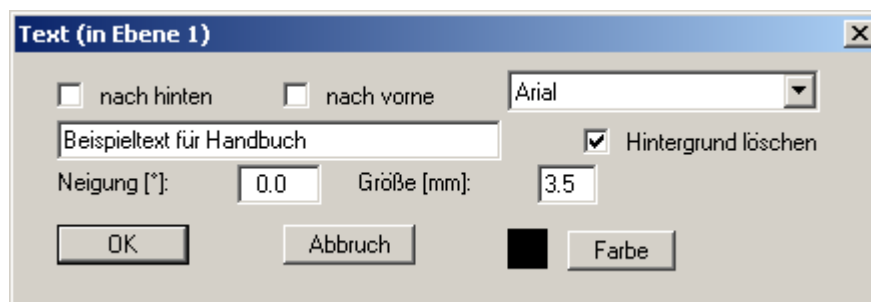 Text (in Ebene 1)
nach hinten nach vorne Arial
Beispieltext für Handbuch Hintergrund löschen
Neigung [°]: 0.0 Größe [mm]: 3.5
OK Abbruch Farbe